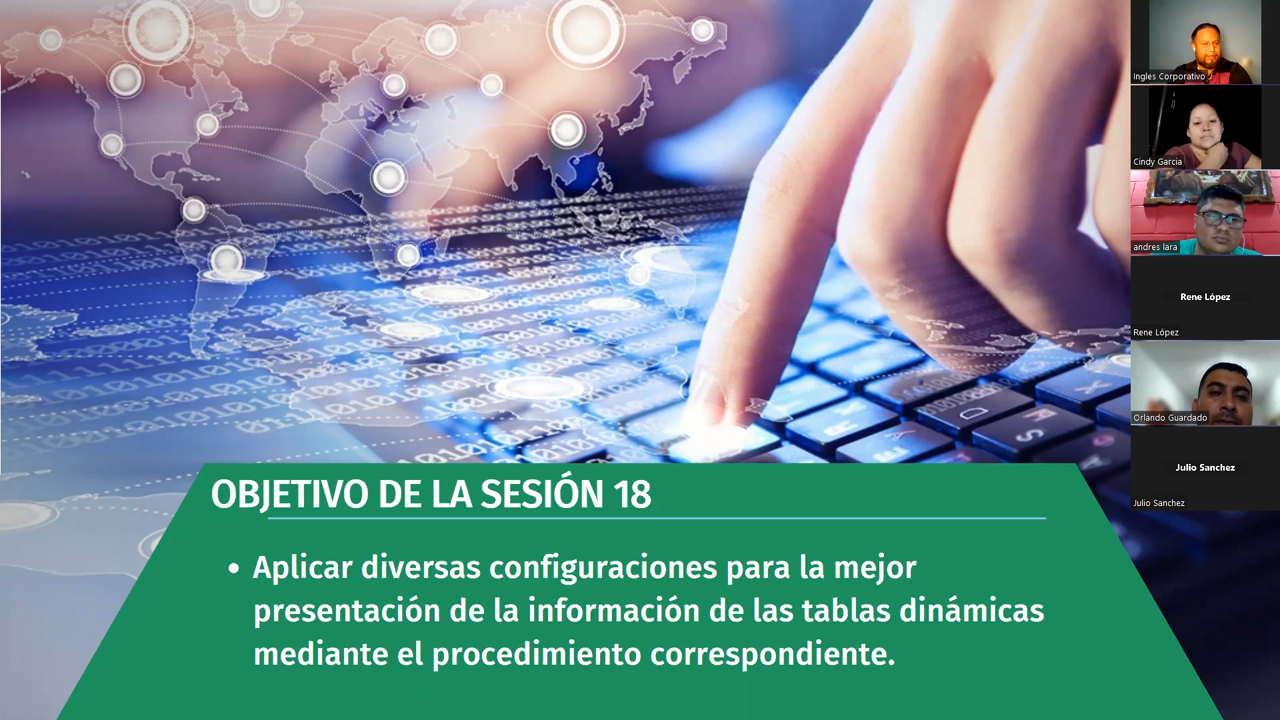 OBJETIVO DE LA SESIÓN 18
• Aplicar diversas configuraciones para la mejor
presentación de la información de las tablas dinámicas
mediante el procedimiento correspondiente.
Ingles Corporativo
Cindy Garcia
andres lara
Rene López
Rene López
Orlando Guardado
Julio Sanchez
Julio Sanchez